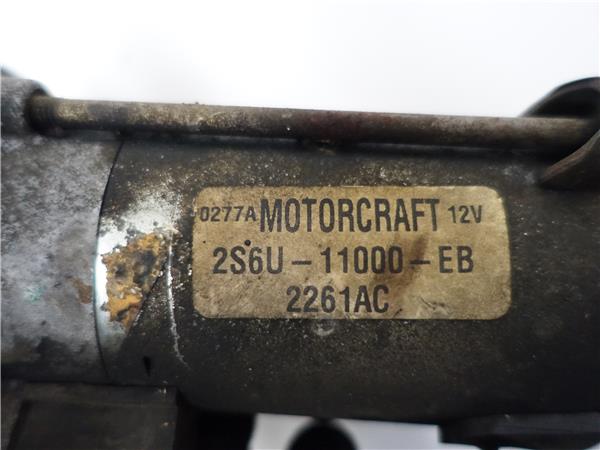 0277A MOTORCRAFT 12V
2S6U-11000-EB
2261AC